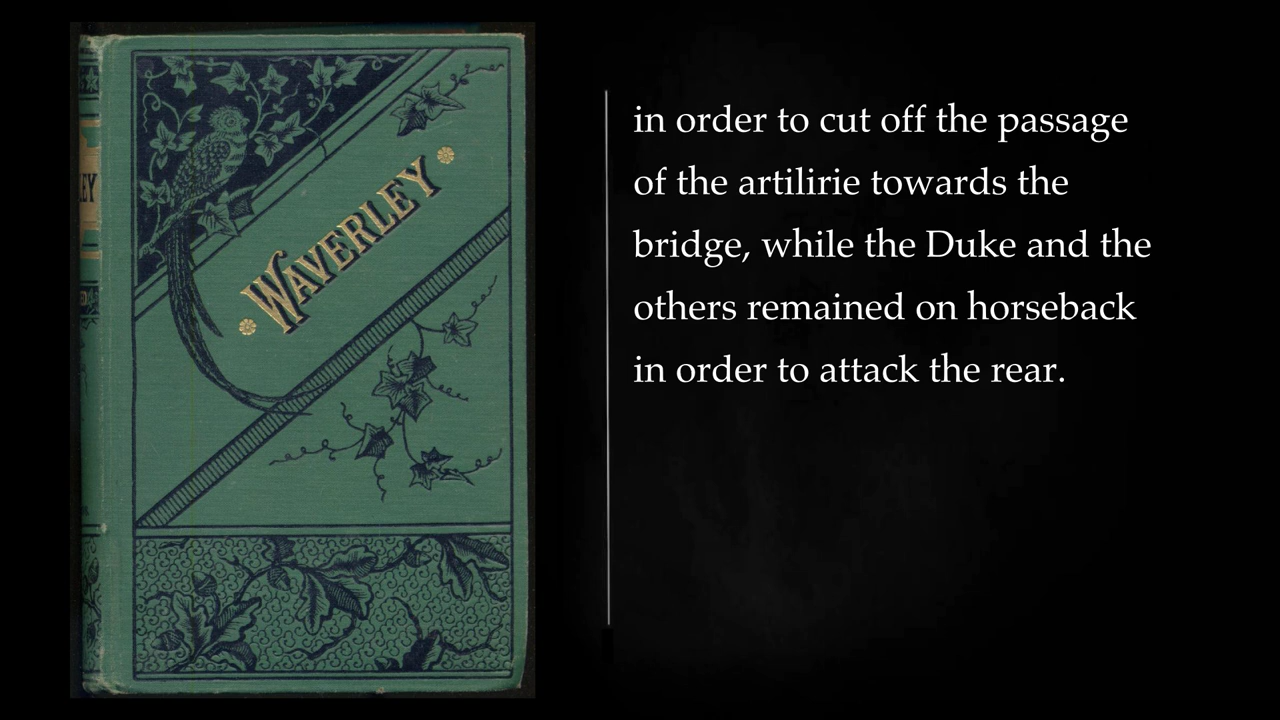 WAVERLEY
in order to cut off the passage
of the artilirie towards the
bridge, while the Duke and the
others remained on horseback
in order to attack the rear.